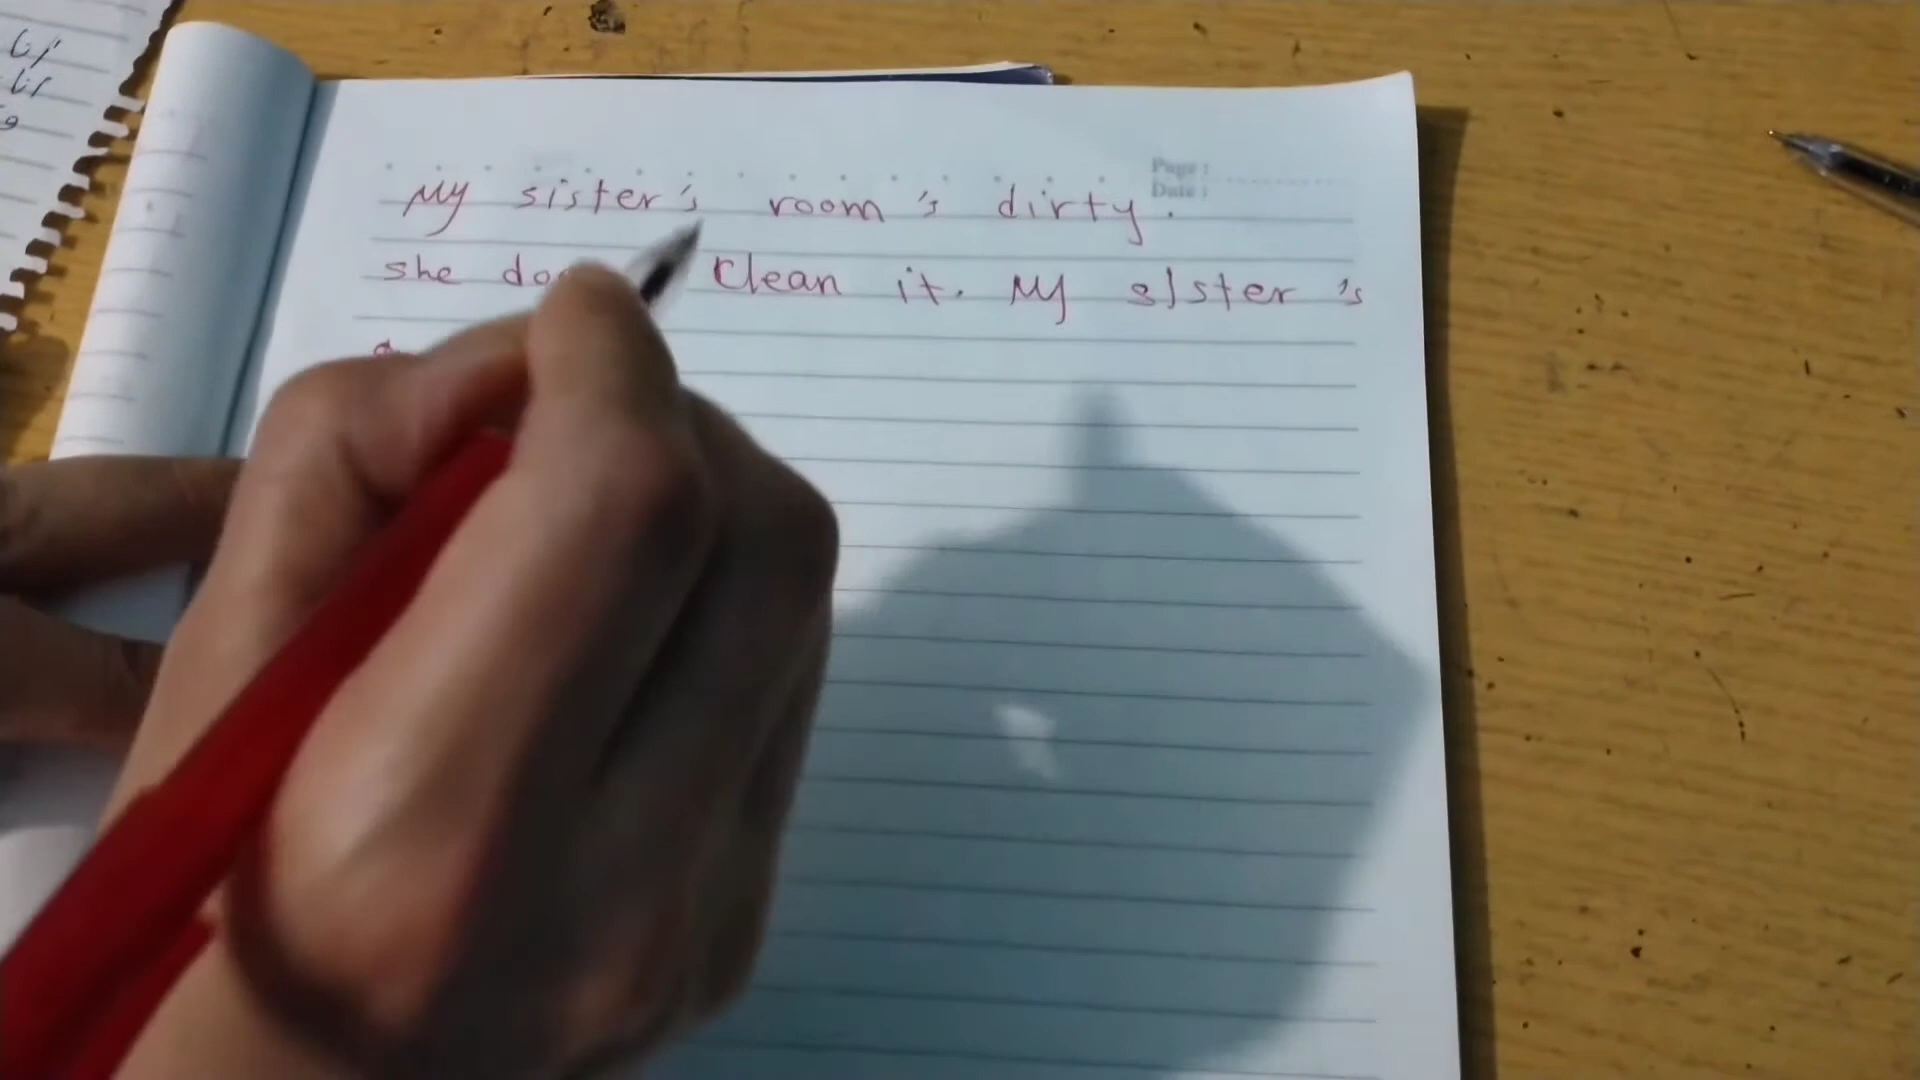 Page :
Date :
My sister's room's dirty.
she clean it. My sister's